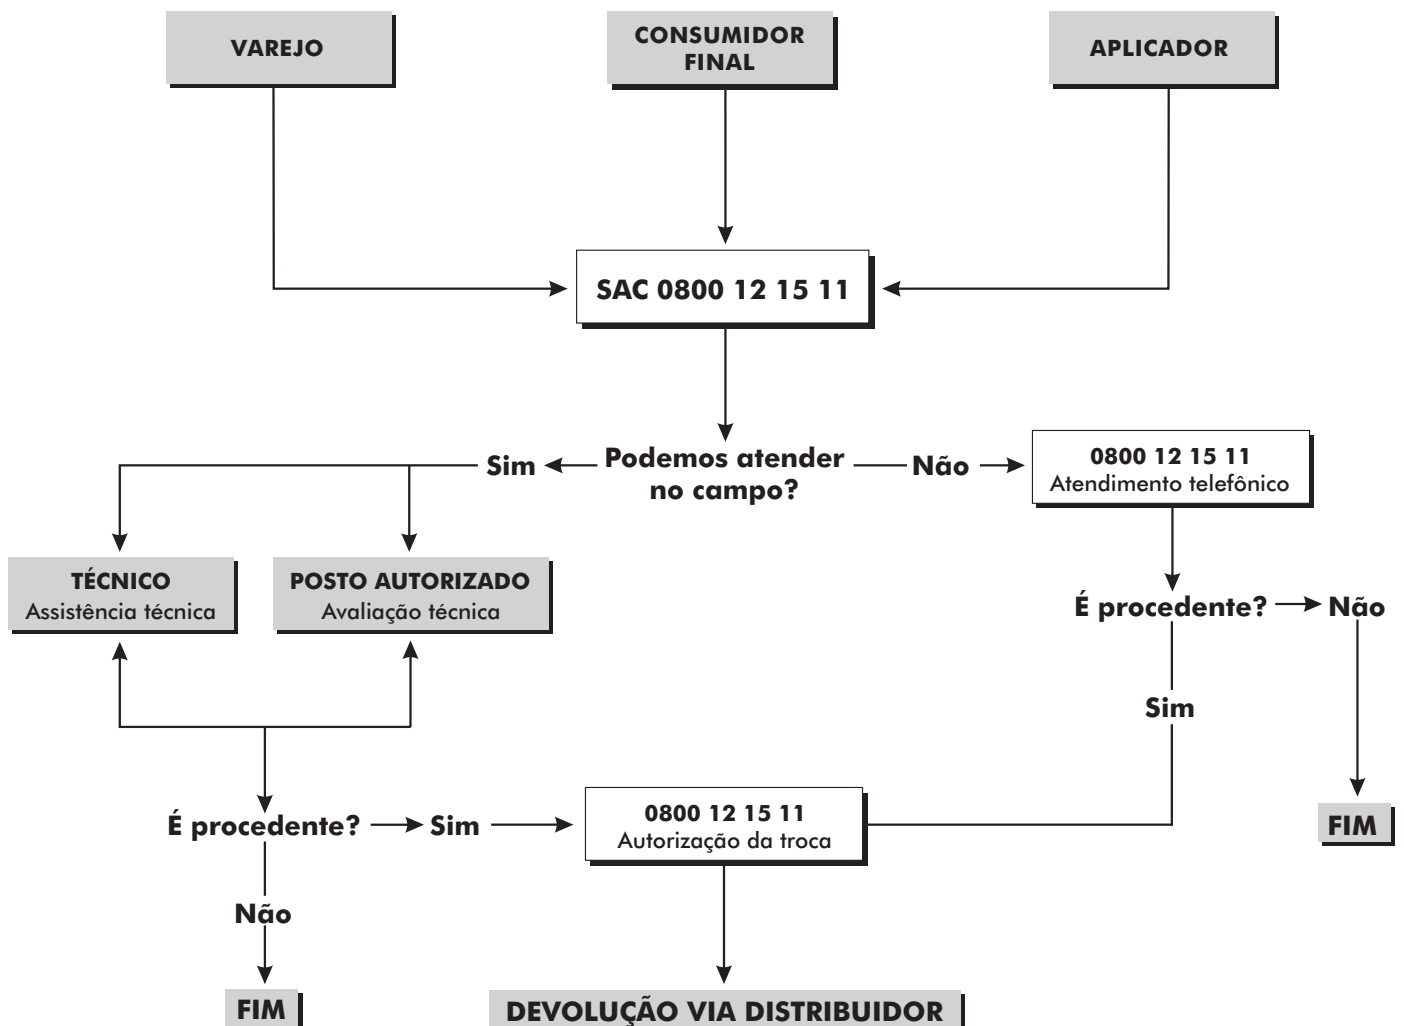 VAREJO
CONSUMIDOR
FINAL
APLICADOR
SAC 0800 12 15 11
Podemos atender
no campo?
Sim
Não
0800 12 15 11
Atendimento telefônico
TÉCNICO
Assistência técnica
POSTO AUTORIZADO
Avaliação técnica
É procedente?
Não
Sim
É procedente?
Sim
0800 12 15 11
Autorização da troca
FIM
Não
FIM
DEVOLUÇÃO VIA DISTRIBUIDOR